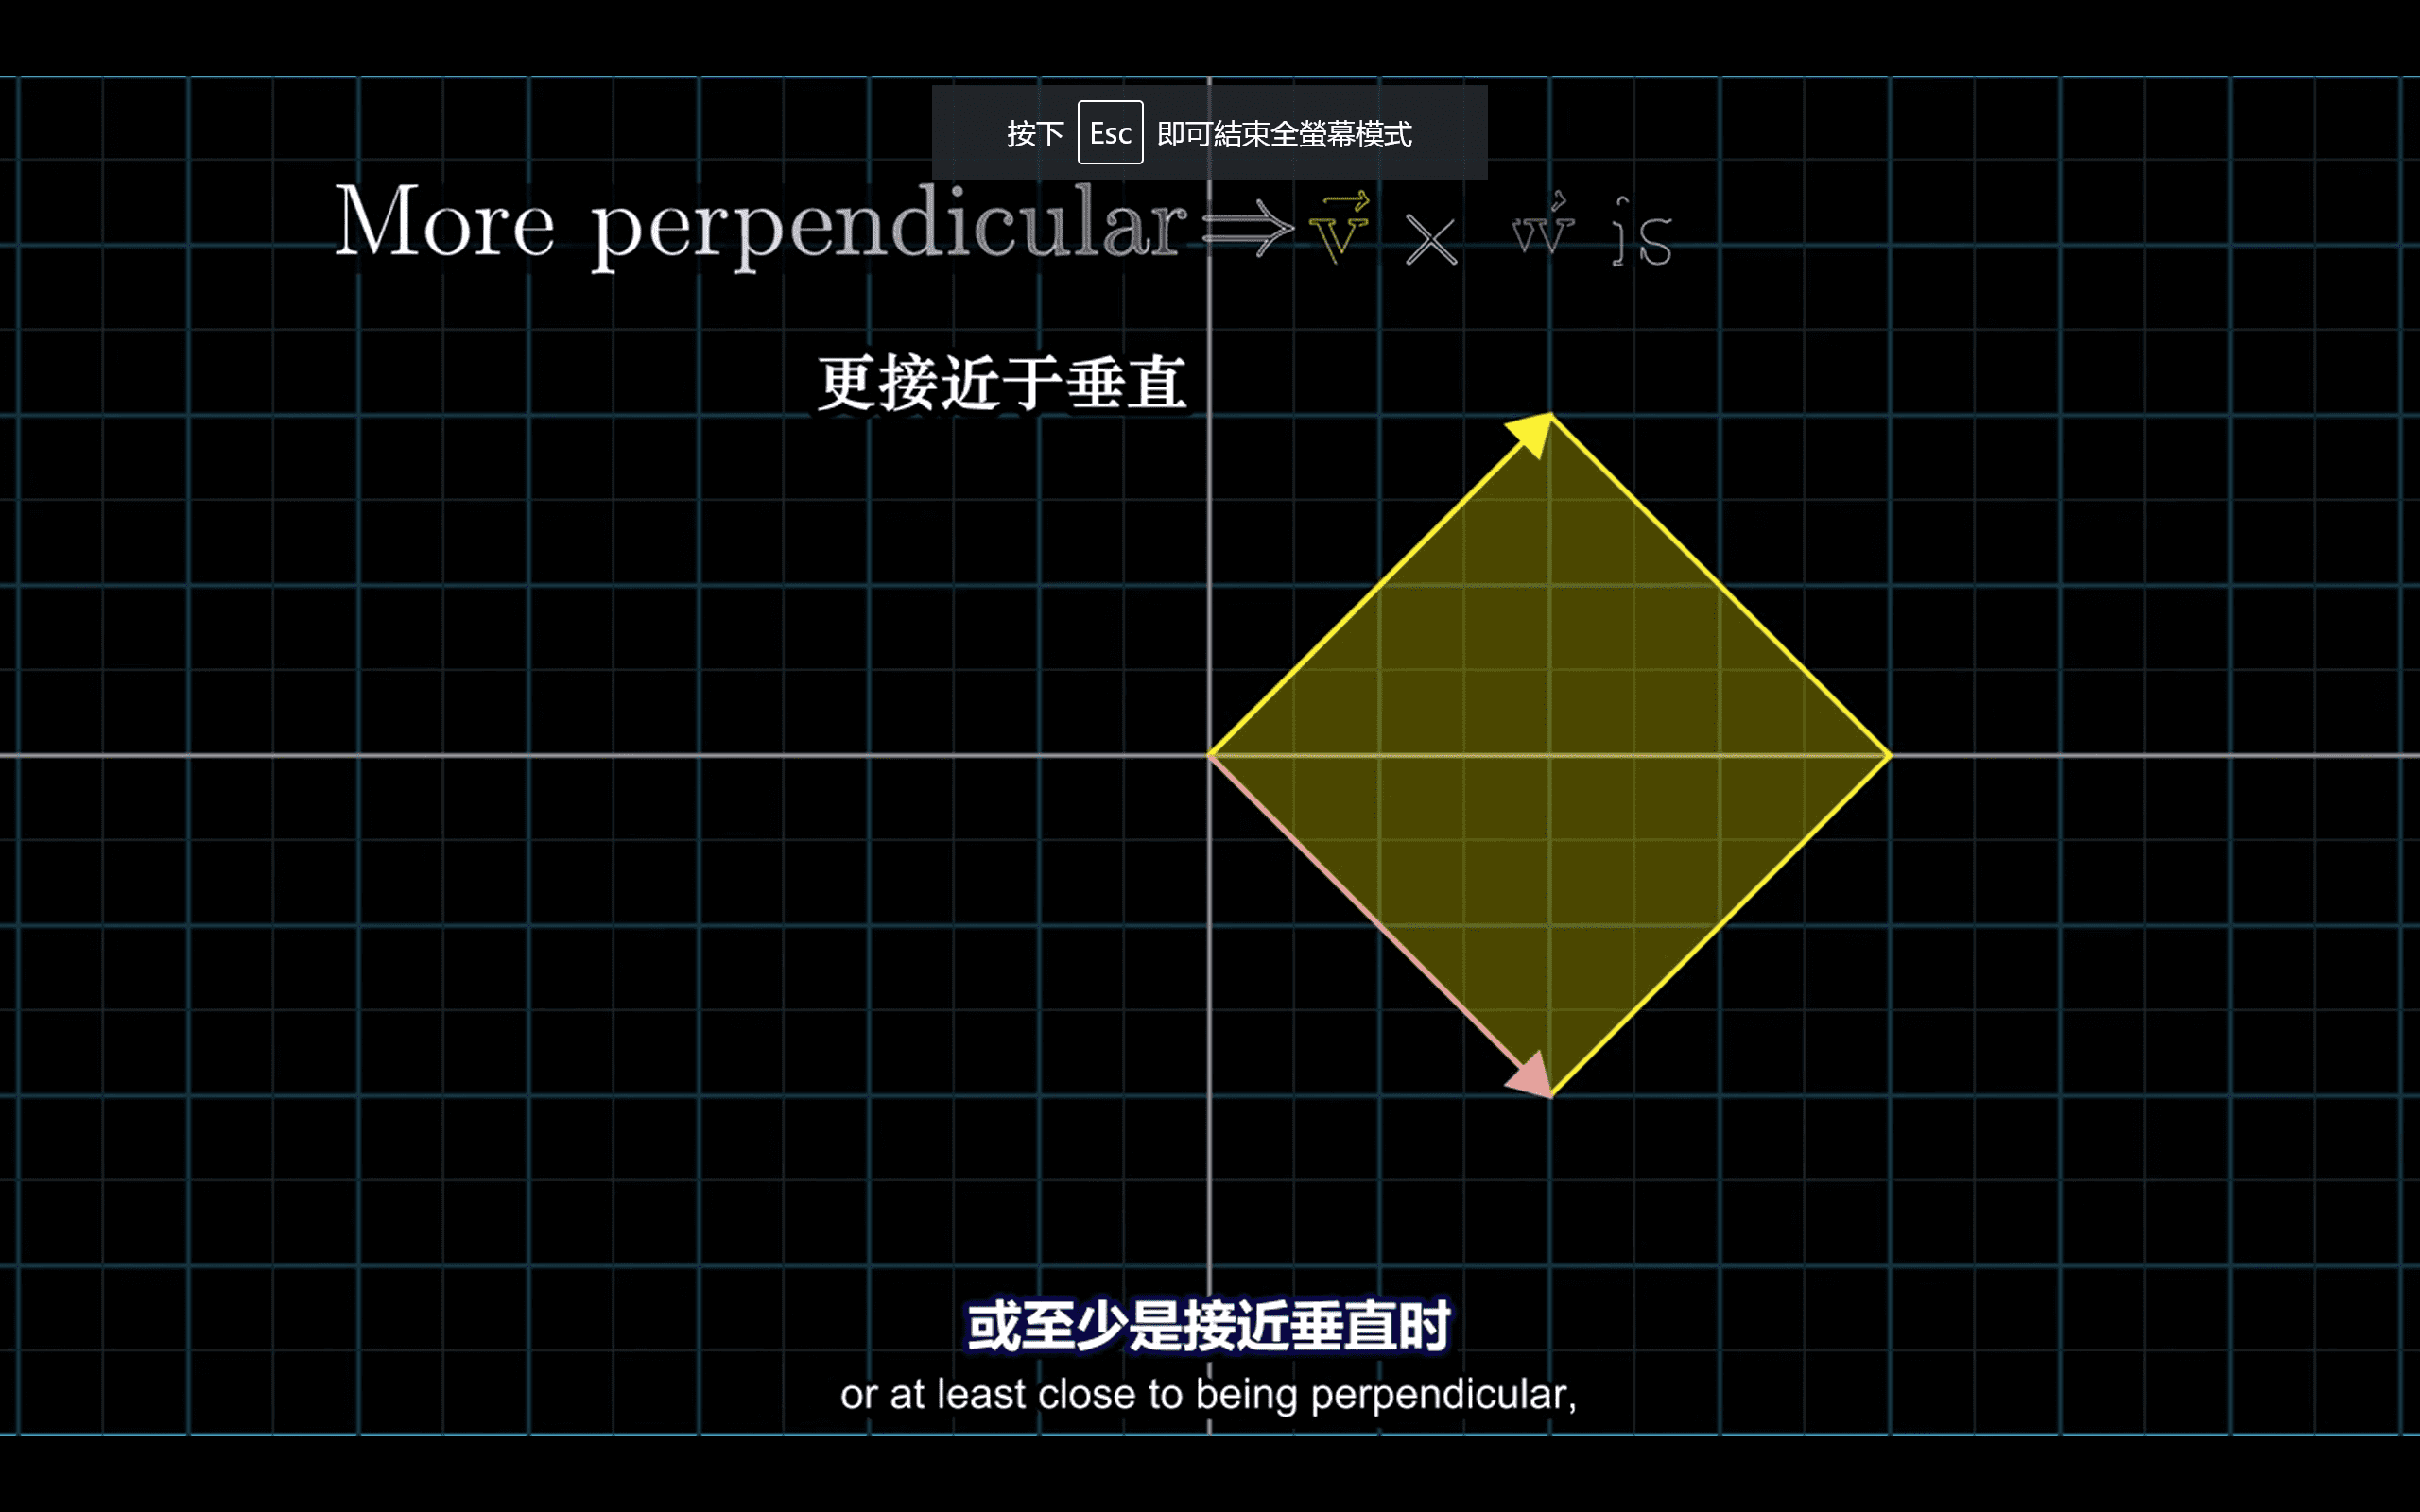 按下 Esc 即可結束全螢幕模式
More perpendicular ⇒ v⃗ × w⃗ is
更接近于垂直
或至少是接近垂直时
or at least close to being perpendicular,